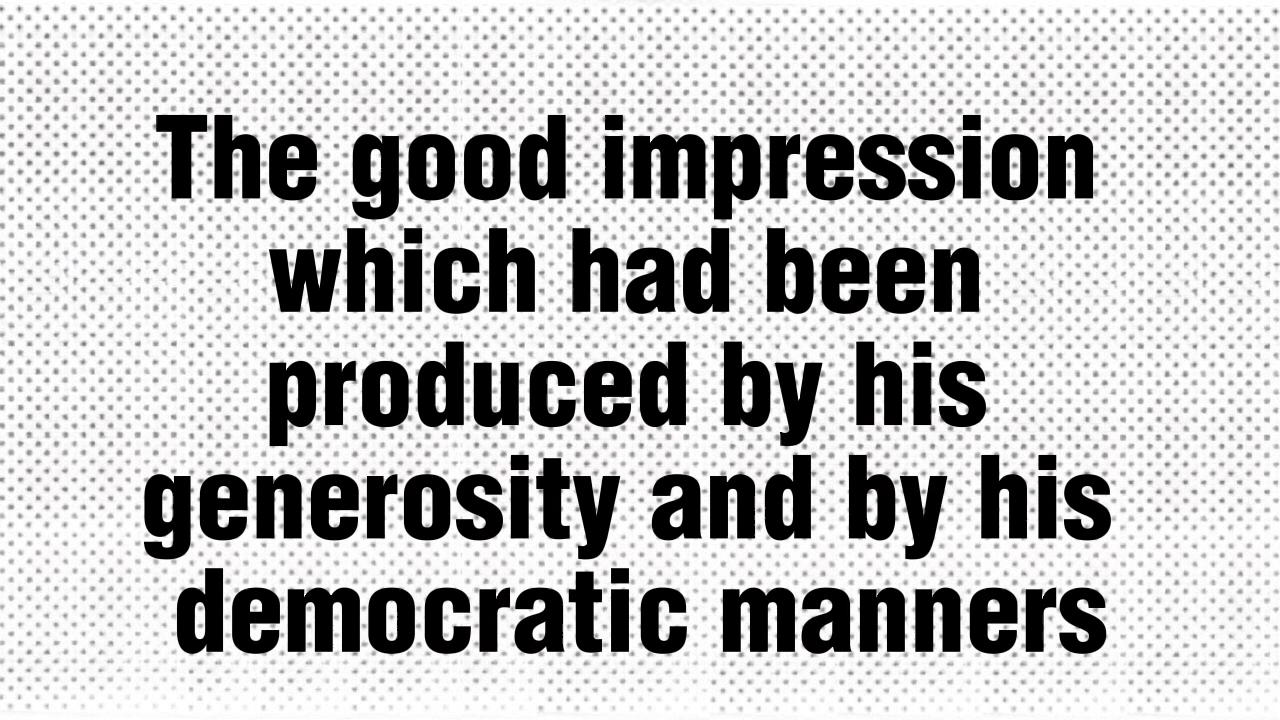 The good impression
which had been
produced by his
generosity and by his
democratic manners